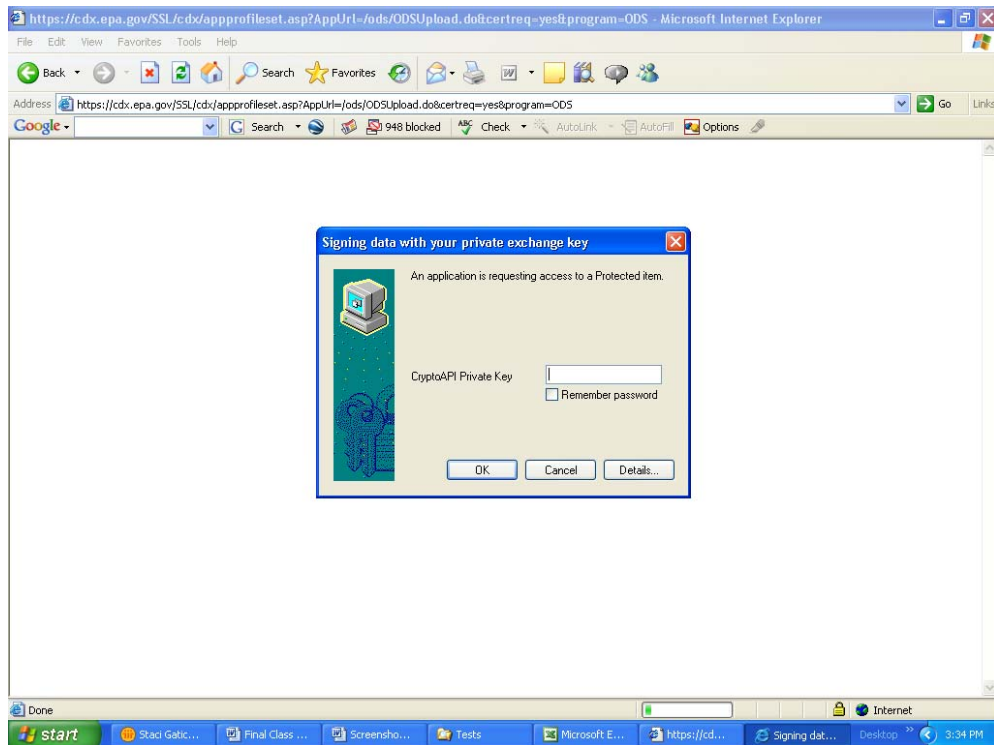 https://cdx.epa.gov/SSL/cdx/appprofileset.asp?AppUrl=/ods/ODSUpload.do&certreq=yes&program=ODS - Microsoft Internet Explorer
File Edit View Favorites Tools Help
Back Search Favorites
Address https://cdx.epa.gov/SSL/cdx/appprofileset.asp?AppUrl=/ods/ODSUpload.do&certreq=yes&program=ODS Go Links
Google G Search 948 blocked ABC Check AutoLink AutoFill Options
Signing data with your private exchange key
An application is requesting access to a Protected item.
CryptoAPI Private Key
Remember password
OK Cancel Details...
Done Internet
start Staci Gatic... Final Class ... Screensho... Tests Microsoft E... https://cd... Signing dat... Desktop » 3:34 PM